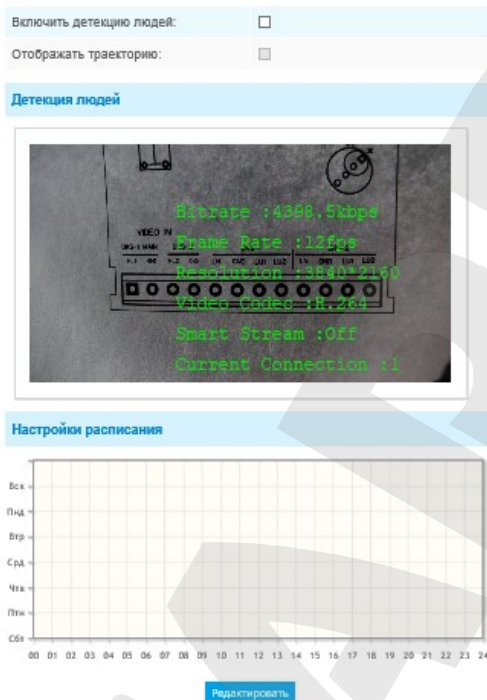 Включить детекцию людей:
Отображать траекторию:
Детекция людей
VIDEO IN
Bitrate :4398.5kbps
Frame Rate :12fps
Resolution :3840*2160
Video Codec :H.264
Smart Stream :Off
Current Connection :1
Настройки расписания
Вск
Пнд
Втр
Срд
Чтв
Птн
Сбт
00 01 02 03 04 05 06 07 08 09 10 11 12 13 14 15 16 17 18 19 20 21 22 23 24
Редактировать